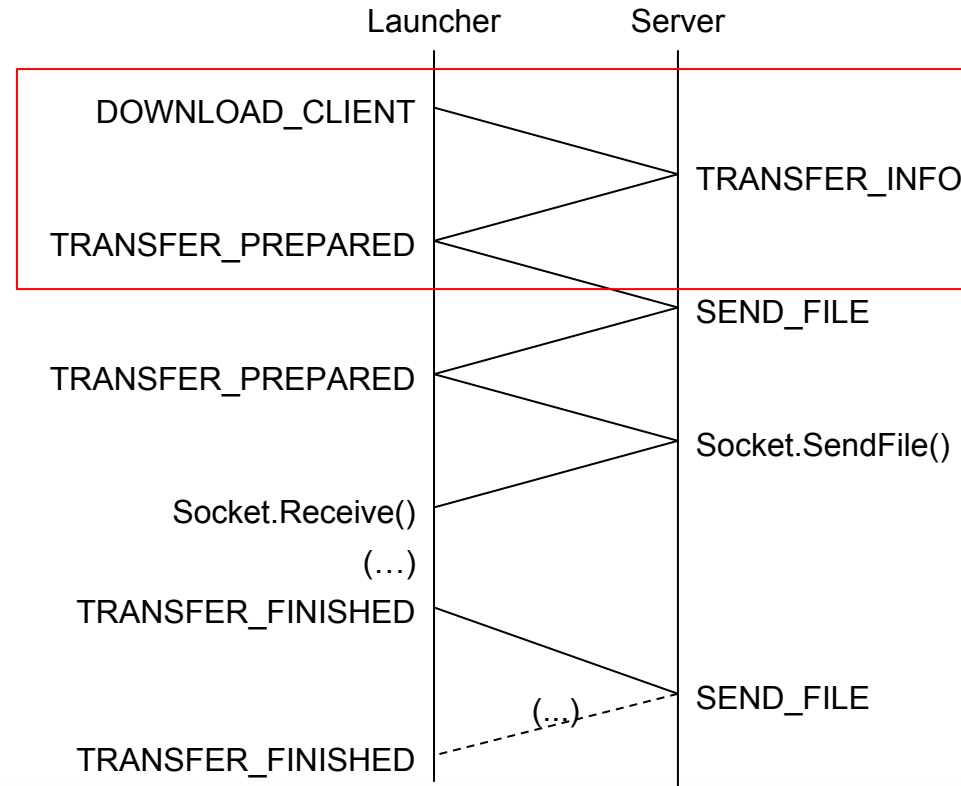 Launcher Server
DOWNLOAD_CLIENT
TRANSFER_INFO
TRANSFER_PREPARED
SEND_FILE
TRANSFER_PREPARED
Socket.SendFile()
Socket.Receive()
(…)
TRANSFER_FINISHED
SEND_FILE
(...)
TRANSFER_FINISHED